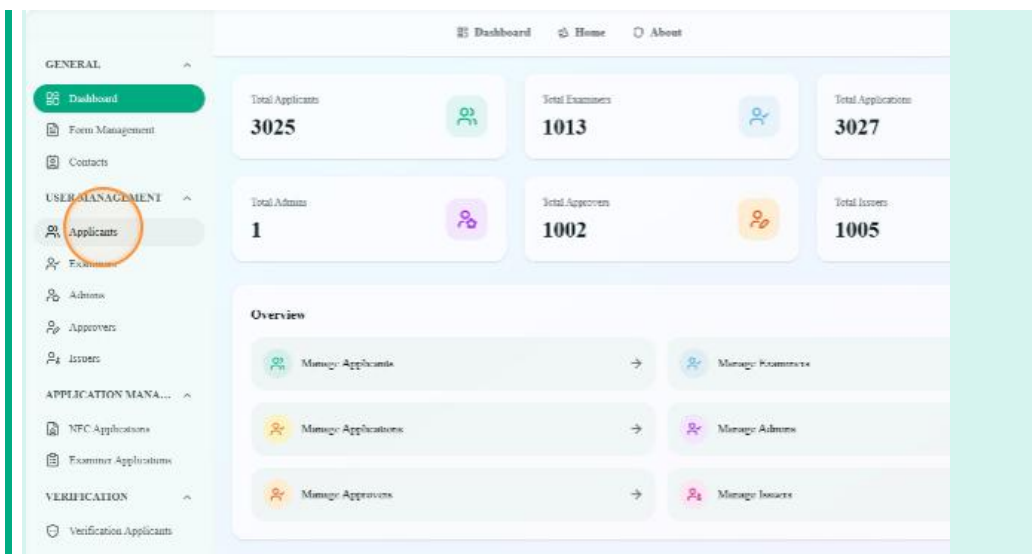 Dashboard Home About
GENERAL
Dashboard
Form Management
Contacts
USER MANAGEMENT
Applicants
Examiners
Admins
Approvers
Issuers
APPLICATION MANA...
NFC Applications
Examiner Applications
VERIFICATION
Verification Applicants
Total Applicants
3025
Total Examiners
1013
Total Applications
3027
Total Admins
1
Total Approvers
1002
Total Issuers
1005
Overview
Manage Applicants
Manage Examiners
Manage Applications
Manage Admins
Manage Approvers
Manage Issuers